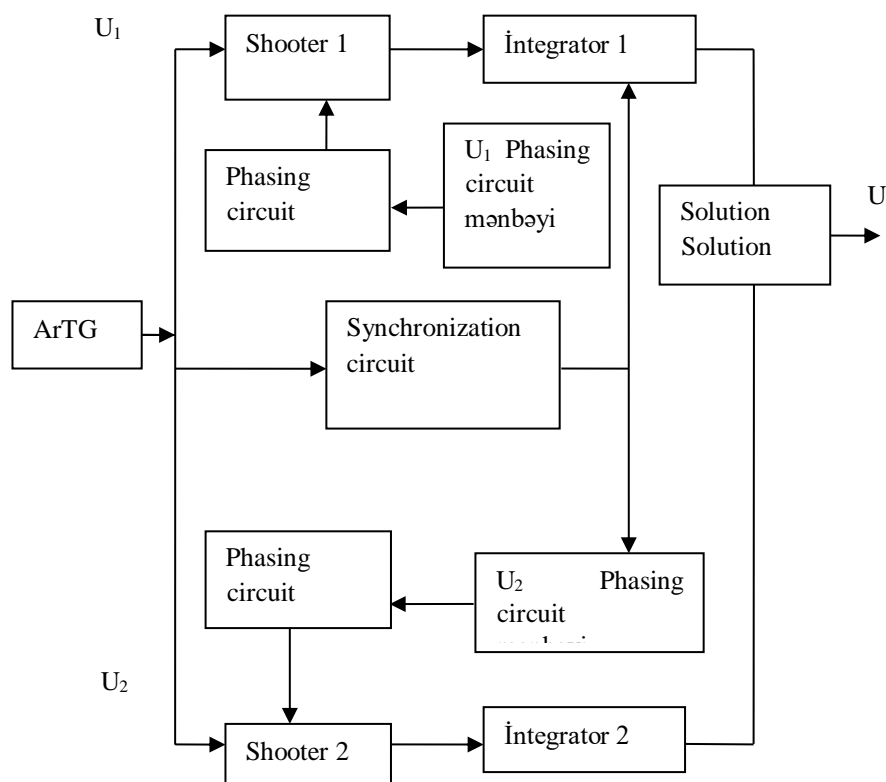 U₁
Shooter 1
İntegrator 1
Phasing
circuit
U₁ Phasing
circuit
mənbəyi
U
Solution
Solution
ArTG
Synchronization
circuit
Phasing
circuit
U₂ Phasing
circuit
U₂
Shooter 2
İntegrator 2